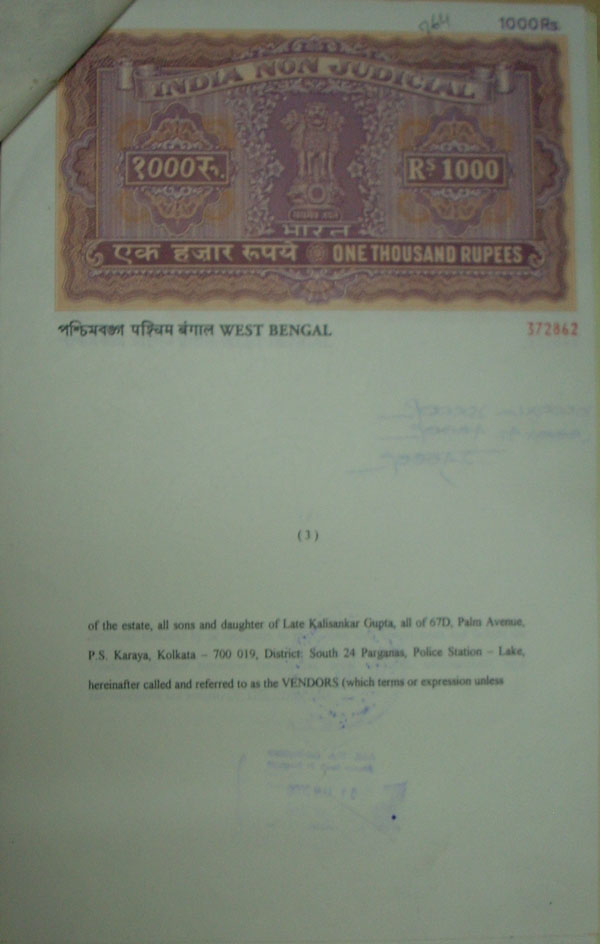 1000Rs.
INDIA NON JUDICIAL
१000रु.
RS 1000
भारत
एक हजार रुपये
ONE THOUSAND RUPEES
পশ্চিমবঙ্গ पश्चिम बंगाल WEST BENGAL
372862
( 3 )
of the estate, all sons and daughter of Late Kalisankar Gupta, all of 67D, Palm Avenue,
P.S. Karaya, Kolkata – 700 019, District: South 24 Parganas, Police Station – Lake,
hereinafter called and referred to as the VENDORS (which terms or expression unless